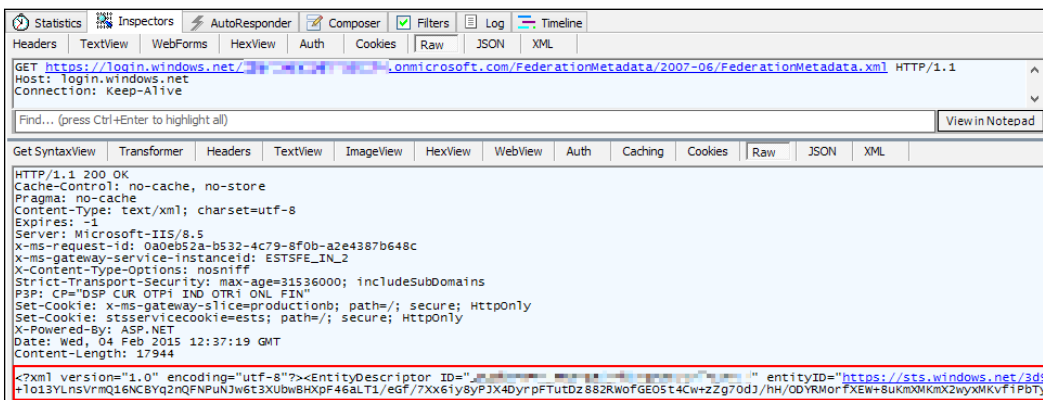 Statistics Inspectors AutoResponder Composer Filters Log Timeline
Headers TextView WebForms HexView Auth Cookies Raw JSON XML
GET https://login.windows.net/ .onmicrosoft.com/FederationMetadata/2007-06/FederationMetadata.xml HTTP/1.1
Host: login.windows.net
Connection: Keep-Alive
Find... (press Ctrl+Enter to highlight all) View in Notepad
Get SyntaxView Transformer Headers TextView ImageView HexView WebView Auth Caching Cookies Raw JSON XML
HTTP/1.1 200 OK
Cache-Control: no-cache, no-store
Pragma: no-cache
Content-Type: text/xml; charset=utf-8
Expires: -1
Server: Microsoft-IIS/8.5
x-ms-request-id: 0a0eb52a-b532-4c79-8f0b-a2e4387b648c
x-ms-gateway-service-instanceid: ESTSFE_IN_2
X-Content-Type-Options: nosniff
Strict-Transport-Security: max-age=31536000; includeSubDomains
P3P: CP="DSP CUR OTPi IND OTRi ONL FIN"
Set-Cookie: x-ms-gateway-slice=productionb; path=/; secure; HttpOnly
Set-Cookie: stsservicecookie=ests; path=/; secure; HttpOnly
X-Powered-By: ASP.NET
Date: Wed, 04 Feb 2015 12:37:19 GMT
Content-Length: 17944
<?xml version="1.0" encoding="utf-8"?><EntityDescriptor ID=" " entityID="https://sts.windows.net/3d9
+lo13YLnsVrmQ16NCBYq2nQFNPuNJw6t3XUbwBHXpF46aLT1/eGf/7Xx6iy8yPJX4DyrpFTutDz882RWofGEO5t4Cw+zZg70dJ/hH/ODYRMorfXEW+8uKmXMKmX2wyxMKvfiPbTy